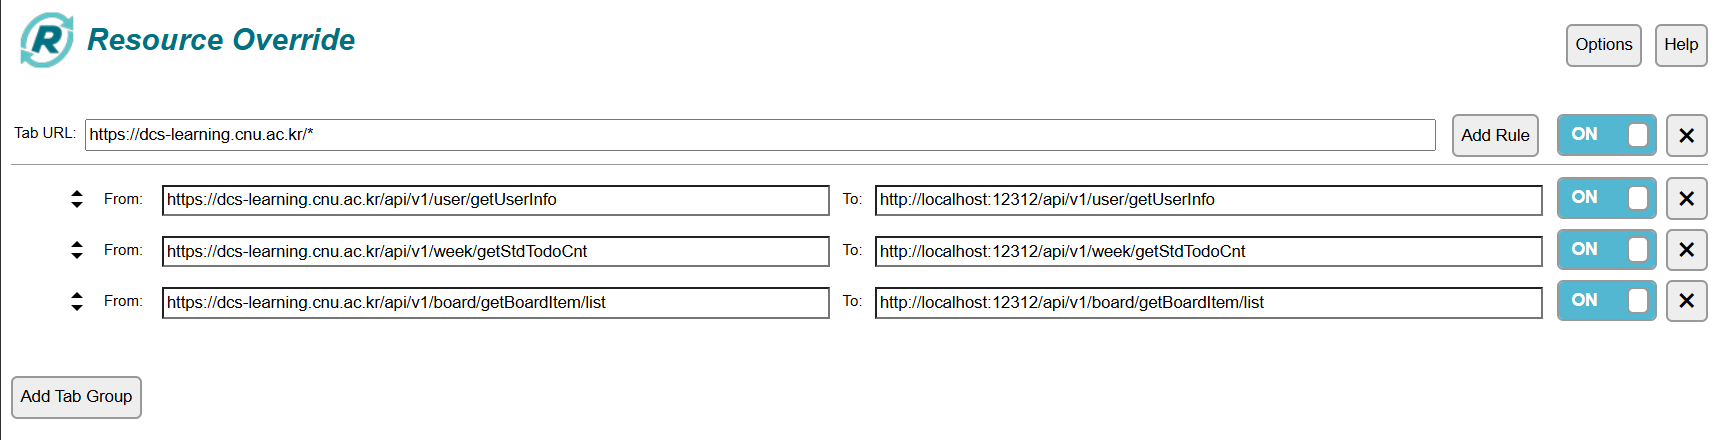 R Resource Override
Options Help
Tab URL: https://dcs-learning.cnu.ac.kr/* Add Rule ON ×
From: https://dcs-learning.cnu.ac.kr/api/v1/user/getUserInfo To: http://localhost:12312/api/v1/user/getUserInfo ON ×
From: https://dcs-learning.cnu.ac.kr/api/v1/week/getStdTodoCnt To: http://localhost:12312/api/v1/week/getStdTodoCnt ON ×
From: https://dcs-learning.cnu.ac.kr/api/v1/board/getBoardItem/list To: http://localhost:12312/api/v1/board/getBoardItem/list ON ×
Add Tab Group